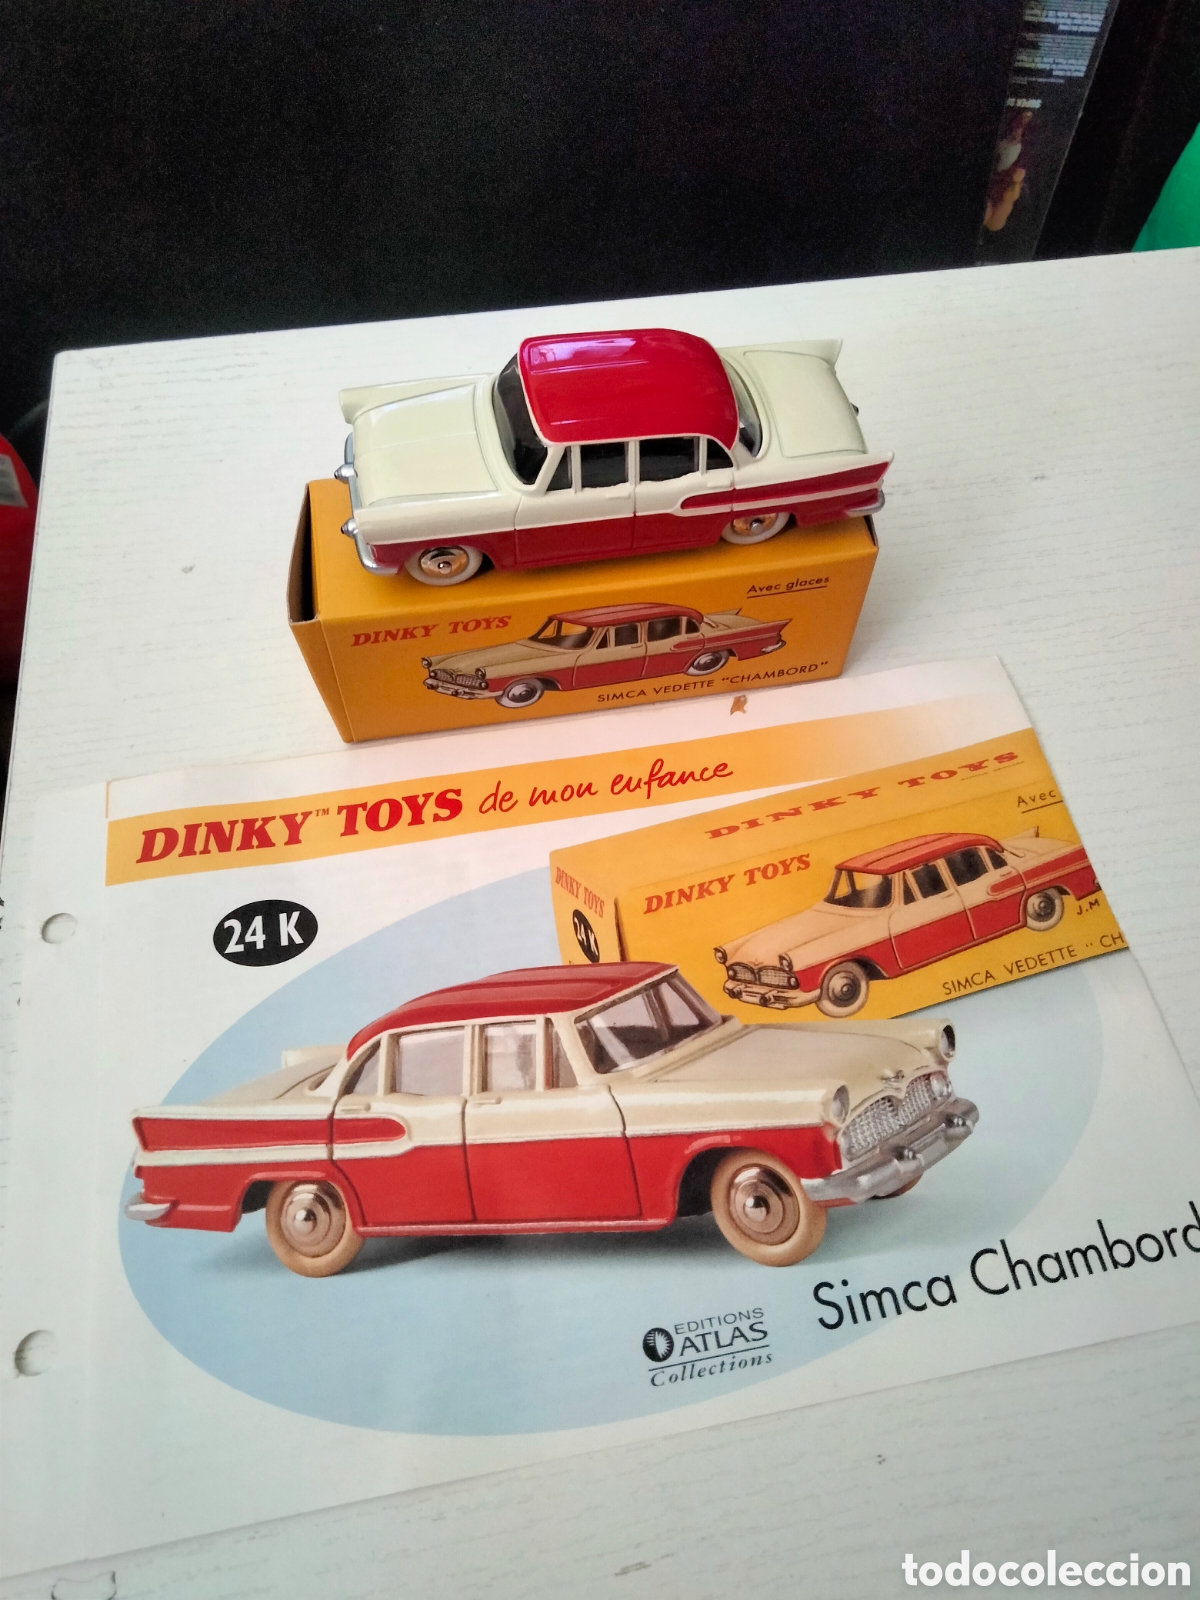 Avec glaces
DINKY TOYS
SIMCA VEDETTE "CHAMBORD"
DINKY™ TOYS de mon enfance
DINKY TOYS
Avec
DINKY TOYS
DINKY TOYS
24 K
24 K
J.M
SIMCA VEDETTE "CH
Simca Chambord
EDITIONS
ATLAS
Collections
todocoleccion